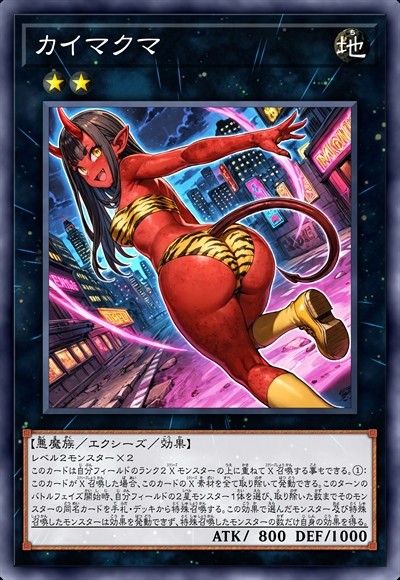 カイマクマ
地
【悪魔族／エクシーズ／効果】
レベル２モンスター×２
このカードは自分フィールドのランク２Ｘモンスターの上に重ねてＸ召喚する事もできる。①：
このカードがＸ召喚した場合、このカードのＸ素材を全て取り除いて発動できる。このターンの
バトルフェイズ開始時、自分フィールドの２星モンスター１体を選び、取り除いた数までそのモン
スターの同名カードを手札・デッキから特殊召喚する。この効果で選んだモンスター及び特殊
召喚したモンスターは効果を発動できず、特殊召喚したモンスターの数だけ自身の効果を得る。
ATK/ 800 DEF/1000